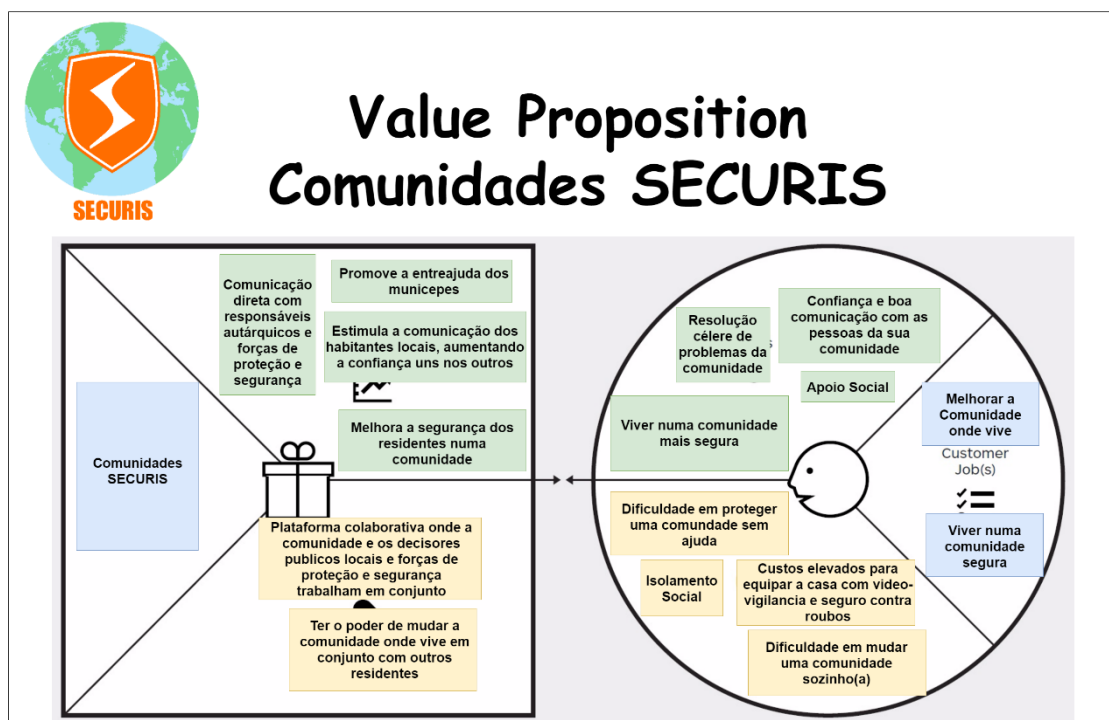 SECURIS
Value Proposition
Comunidades SECURIS
Comunicação
direta com
responsáveis
autárquicos e
forças de
proteção e
segurança
Promove a entreajuda dos
municepes
Estimula a comunicação dos
habitantes locais, aumentando
a confiança uns nos outros
Melhora a segurança dos
residentes numa
comunidade
Comunidades
SECURIS
Plataforma colaborativa onde a
comunidade e os decisores
publicos locais e forças de
proteção e segurança
trabalham em conjunto
Ter o poder de mudar a
comunidade onde vive em
conjunto com outros
residentes
Resolução
célere de
problemas da
comunidade
Confiança e boa
comunicação com as
pessoas da sua
comunidade
Apoio Social
Viver numa comunidade
mais segura
Melhorar a
Comunidade
onde vive
Customer
Job(s)
Viver numa
comunidade
segura
Dificuldade em proteger
uma comundade sem
ajuda
Isolamento
Social
Custos elevados para
equipar a casa com video-
vigilancia e seguro contra
roubos
Dificuldade em mudar
uma comunidade
sozinho(a)